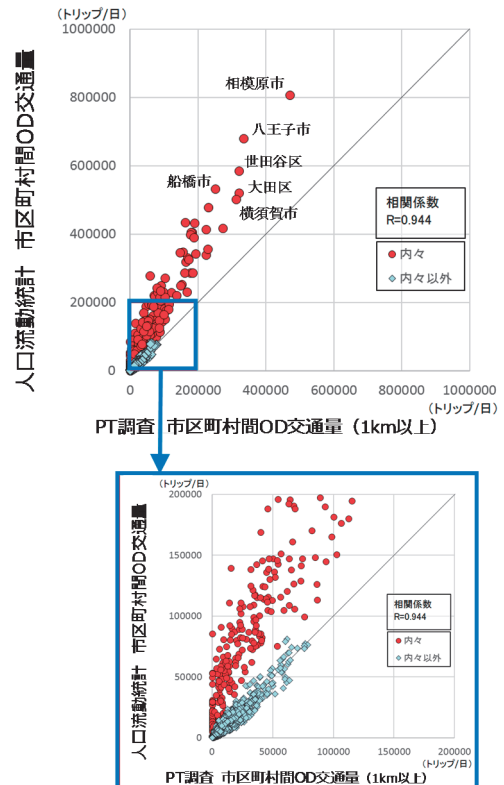 (トリップ/日)
1000000
800000
600000
400000
200000
0
人口流動統計 市区町村間OD交通量
相模原市
八王子市
世田谷区
船橋市
大田区
横須賀市
相関係数
R=0.944
内々
内々以外
0 200000 400000 600000 800000 1000000
(トリップ/日)
PT調査 市区町村間OD交通量(1km以上)
(トリップ/日)
200000
150000
100000
50000
0
人口流動統計 市区町村間OD交通量
相関係数
R=0.944
内々
内々以外
0 50000 100000 150000 200000
(トリップ/日)
PT調査 市区町村間OD交通量(1km以上)